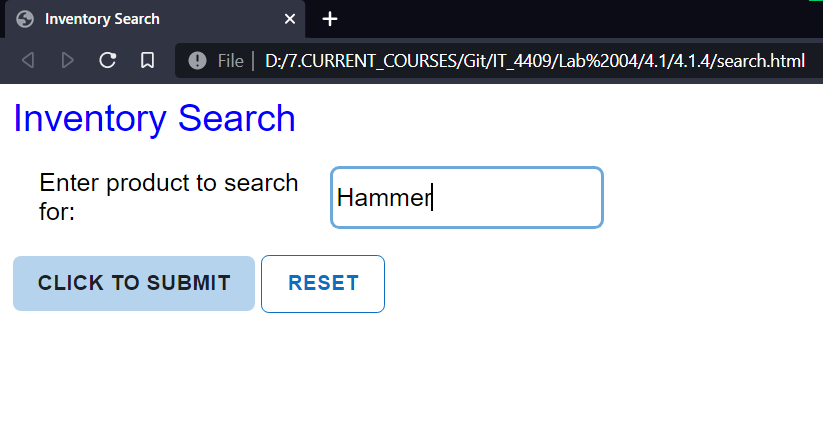 Inventory Search
File | D:/7.CURRENT_COURSES/Git/IT_4409/Lab%2004/4.1/4.1.4/search.html
Inventory Search
Enter product to search
for:
Hammer
CLICK TO SUBMIT
RESET